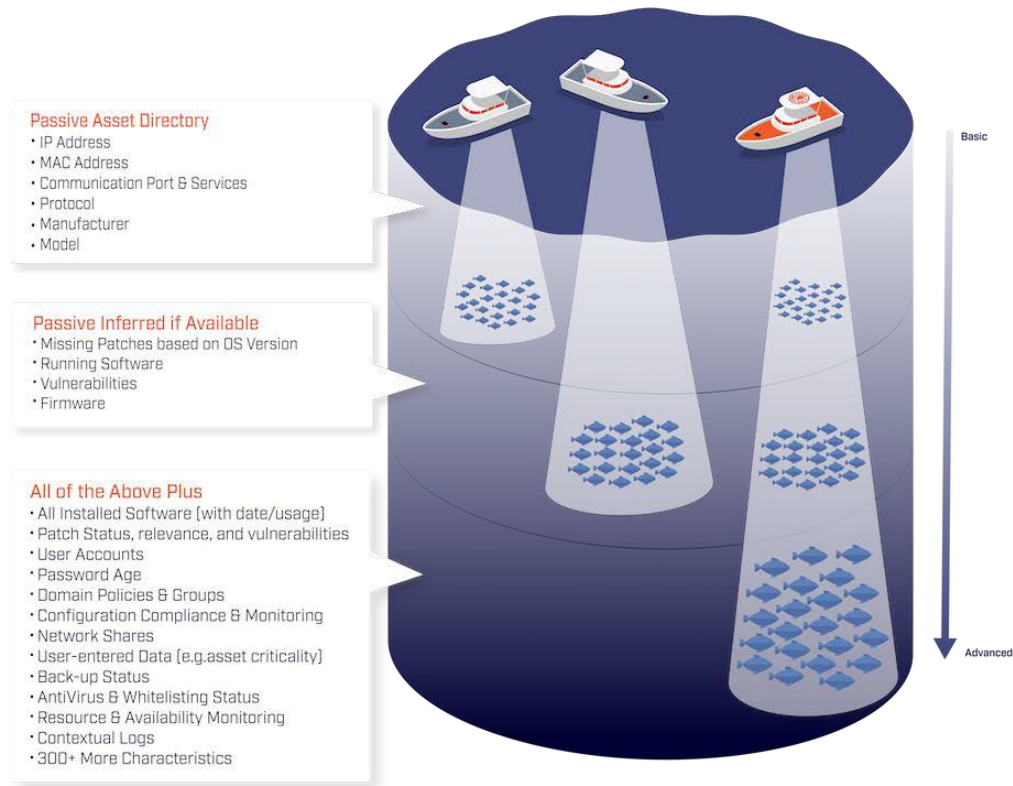 Passive Asset Directory
• IP Address
• MAC Address
• Communication Port & Services
• Protocol
• Manufacturer
• Model
Passive Inferred if Available
• Missing Patches based on OS Version
• Running Software
• Vulnerabilities
• Firmware
All of the Above Plus
• All Installed Software (with date/usage)
• Patch Status, relevance, and vulnerabilities
• User Accounts
• Password Age
• Domain Policies & Groups
• Configuration Compliance & Monitoring
• Network Shares
• User-entered Data (e.g.asset criticality)
• Back-up Status
• AntiVirus & Whitelisting Status
• Resource & Availability Monitoring
• Contextual Logs
• 300+ More Characteristics
Basic
Advanced